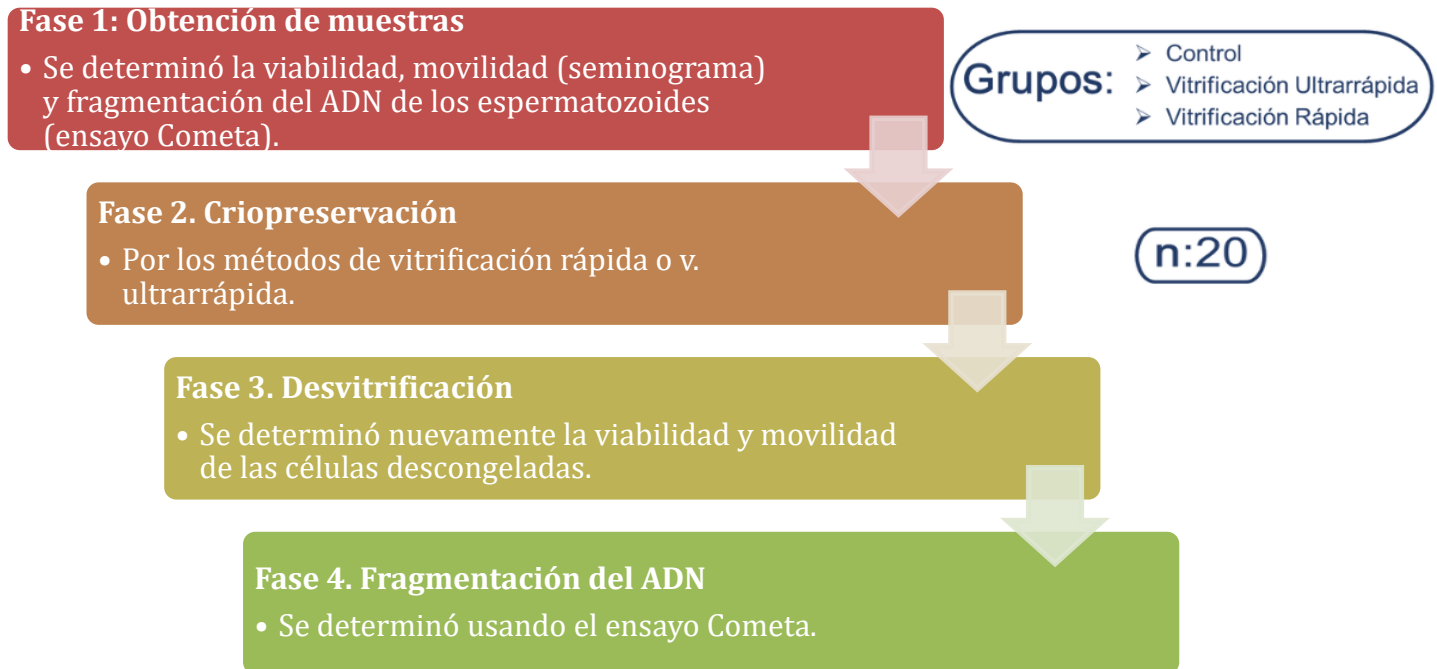 Fase 1: Obtención de muestras
• Se determinó la viabilidad, movilidad (seminograma)
y fragmentación del ADN de los espermatozoides
(ensayo Cometa).
Grupos:
➢ Control
➢ Vitrificación Ultrarrápida
➢ Vitrificación Rápida
Fase 2. Criopreservación
• Por los métodos de vitrificación rápida o v.
ultrarrápida.
n:20
Fase 3. Desvitrificación
• Se determinó nuevamente la viabilidad y movilidad
de las células descongeladas.
Fase 4. Fragmentación del ADN
• Se determinó usando el ensayo Cometa.